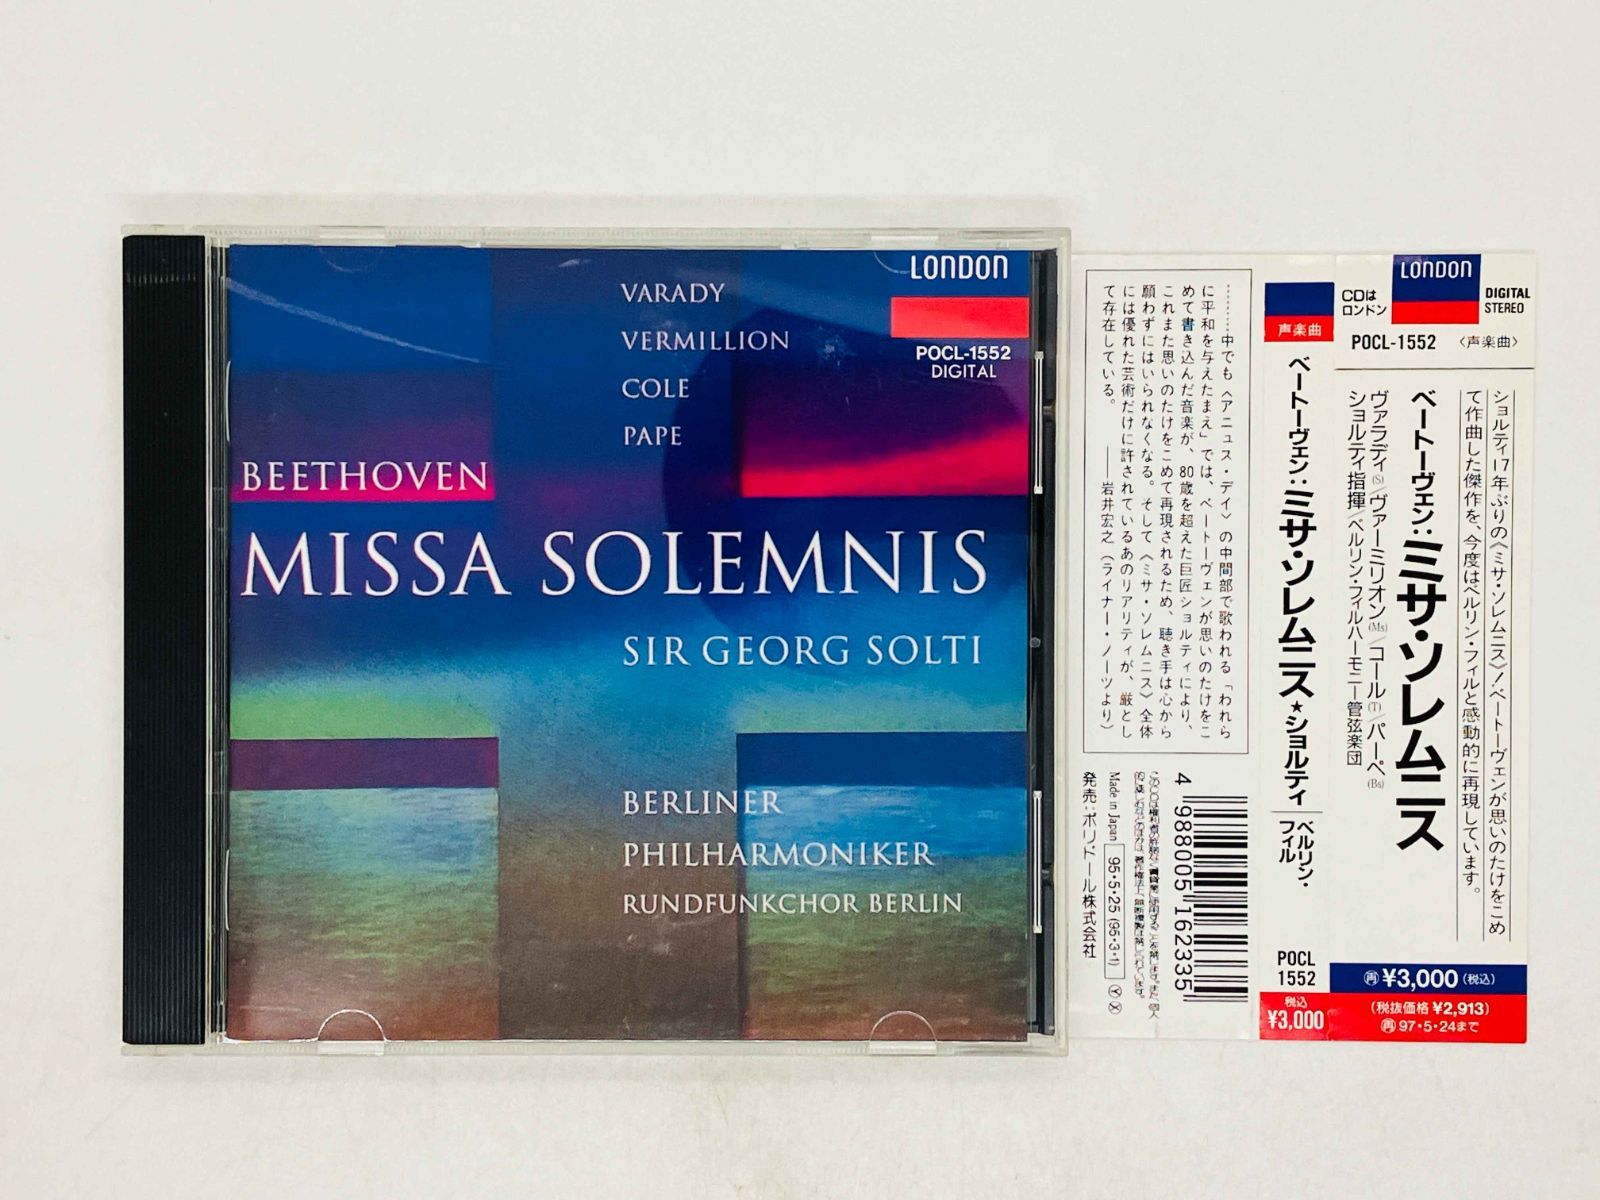 LONDON
POCL-1552
DIGITAL
VARADY
VERMILLION
COLE
PAPE
BEETHOVEN
MISSA SOLEMNIS
SIR GEORG SOLTI
BERLINER
PHILHARMONIKER
RUNDFUNKCHOR BERLIN
………中でも〈アニュス・デイ〉の中間部で歌われる「われら
に平和を与えたまえ」では、ベートーヴェンが思いのたけをこ
めて書き込んだ音楽が、80歳を超えた巨匠ショルティにより、
これまた思いのたけをこめて再現されるため、聴き手は心から
願わずにはいられなくなる。そして《ミサ・ソレムニス》全体
には優れた芸術だけに許されているあのリアリティが、厳とし
て存在している。
——岩井宏之(ライナー・ノーツより)
4 988005 162335
Made in Japan
95・5・25 (95・3・1)
Ⓨ Ⓧ
発売:ポリドール株式会社
声楽曲
ベートーヴェン:ミサ・ソレムニス★ショルティ
ベルリン・
フィル
POCL
1552
税込
¥3,000
CDは
ロンドン
LONDON
DIGITAL
STEREO
POCL-1552
〈声楽曲〉
ショルティ17年ぶりの《ミサ・ソレムニス》!ベートーヴェンが思いのたけをこめ
て作曲した傑作を、今度はベルリン・フィルと感動的に再現しています。
ベートーヴェン:ミサ・ソレムニス
ヴァラディ(S)/ヴァーミリオン(Ms)/コール(T)/パーペ(Bs)
ショルティ指揮/ベルリン・フィルハーモニー管弦楽団
再 ¥3,000 (税込)
(税抜価格 ¥2,913)
再 97・5・24まで